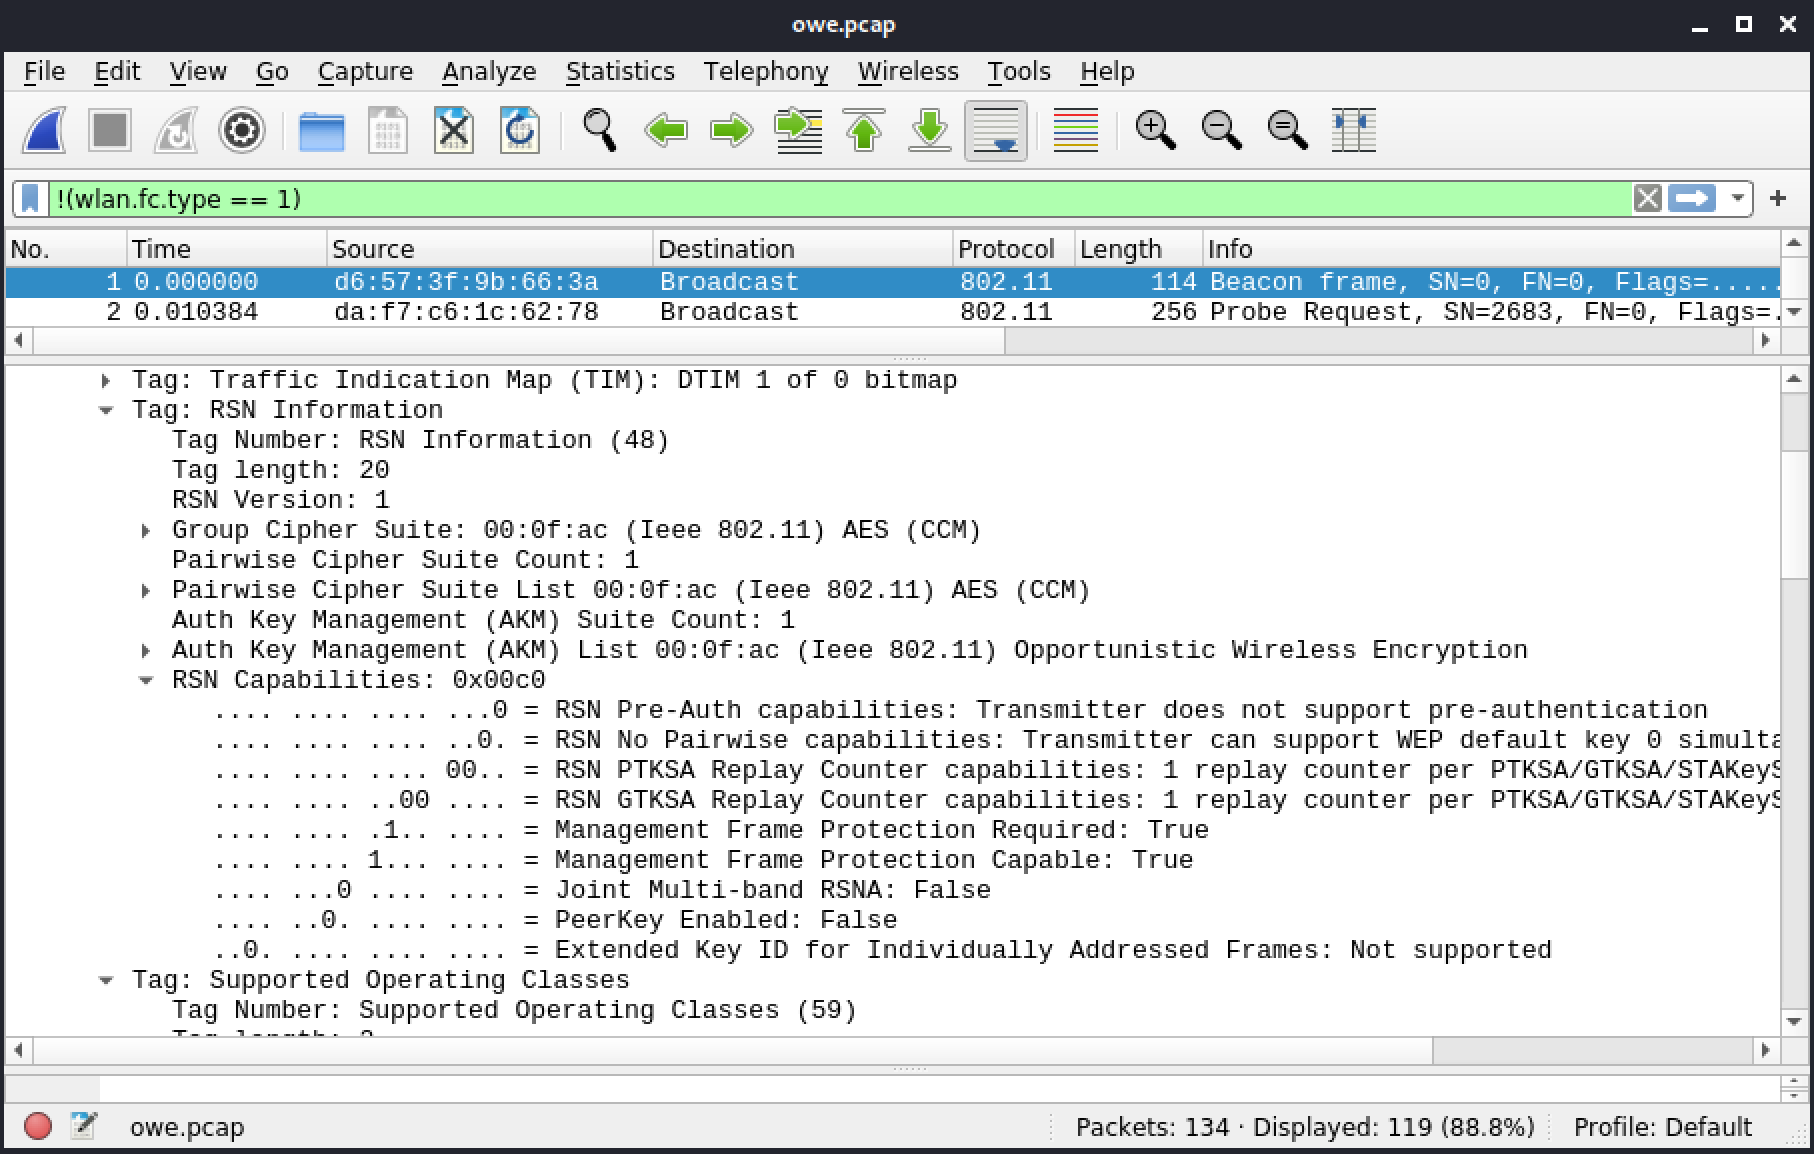 owe.pcap
File Edit View Go Capture Analyze Statistics Telephony Wireless Tools Help
!(wlan.fc.type == 1)
No. Time Source Destination Protocol Length Info
1 0.000000 d6:57:3f:9b:66:3a Broadcast 802.11 114 Beacon frame, SN=0, FN=0, Flags=.....
2 0.010384 da:f7:c6:1c:62:78 Broadcast 802.11 256 Probe Request, SN=2683, FN=0, Flags=.
Tag: Traffic Indication Map (TIM): DTIM 1 of 0 bitmap
Tag: RSN Information
Tag Number: RSN Information (48)
Tag length: 20
RSN Version: 1
Group Cipher Suite: 00:0f:ac (Ieee 802.11) AES (CCM)
Pairwise Cipher Suite Count: 1
Pairwise Cipher Suite List 00:0f:ac (Ieee 802.11) AES (CCM)
Auth Key Management (AKM) Suite Count: 1
Auth Key Management (AKM) List 00:0f:ac (Ieee 802.11) Opportunistic Wireless Encryption
RSN Capabilities: 0x00c0
.... .... .... ...0 = RSN Pre-Auth capabilities: Transmitter does not support pre-authentication
.... .... .... ..0. = RSN No Pairwise capabilities: Transmitter can support WEP default key 0 simulta
.... .... .... 00.. = RSN PTKSA Replay Counter capabilities: 1 replay counter per PTKSA/GTKSA/STAKeyS
.... .... ..00 .... = RSN GTKSA Replay Counter capabilities: 1 replay counter per PTKSA/GTKSA/STAKeyS
.... .... .1.. .... = Management Frame Protection Required: True
.... .... 1... .... = Management Frame Protection Capable: True
.... ...0 .... .... = Joint Multi-band RSNA: False
.... ..0. .... .... = PeerKey Enabled: False
..0. .... .... .... = Extended Key ID for Individually Addressed Frames: Not supported
Tag: Supported Operating Classes
Tag Number: Supported Operating Classes (59)
owe.pcap Packets: 134 · Displayed: 119 (88.8%) Profile: Default